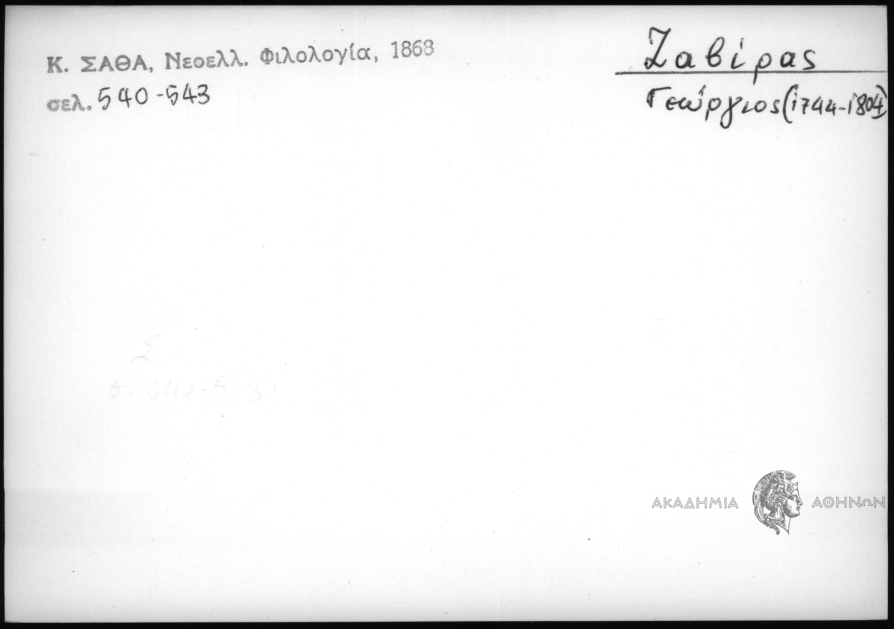 Κ. ΣΑΘΑ, Νεοελλ. Φιλολογία, 1868
σελ. 540-543
Ζαβίρας
Γεώργιος (1744-1804)
ΑΚΑΔΗΜΙΑ ΑΘΗΝΩΝ